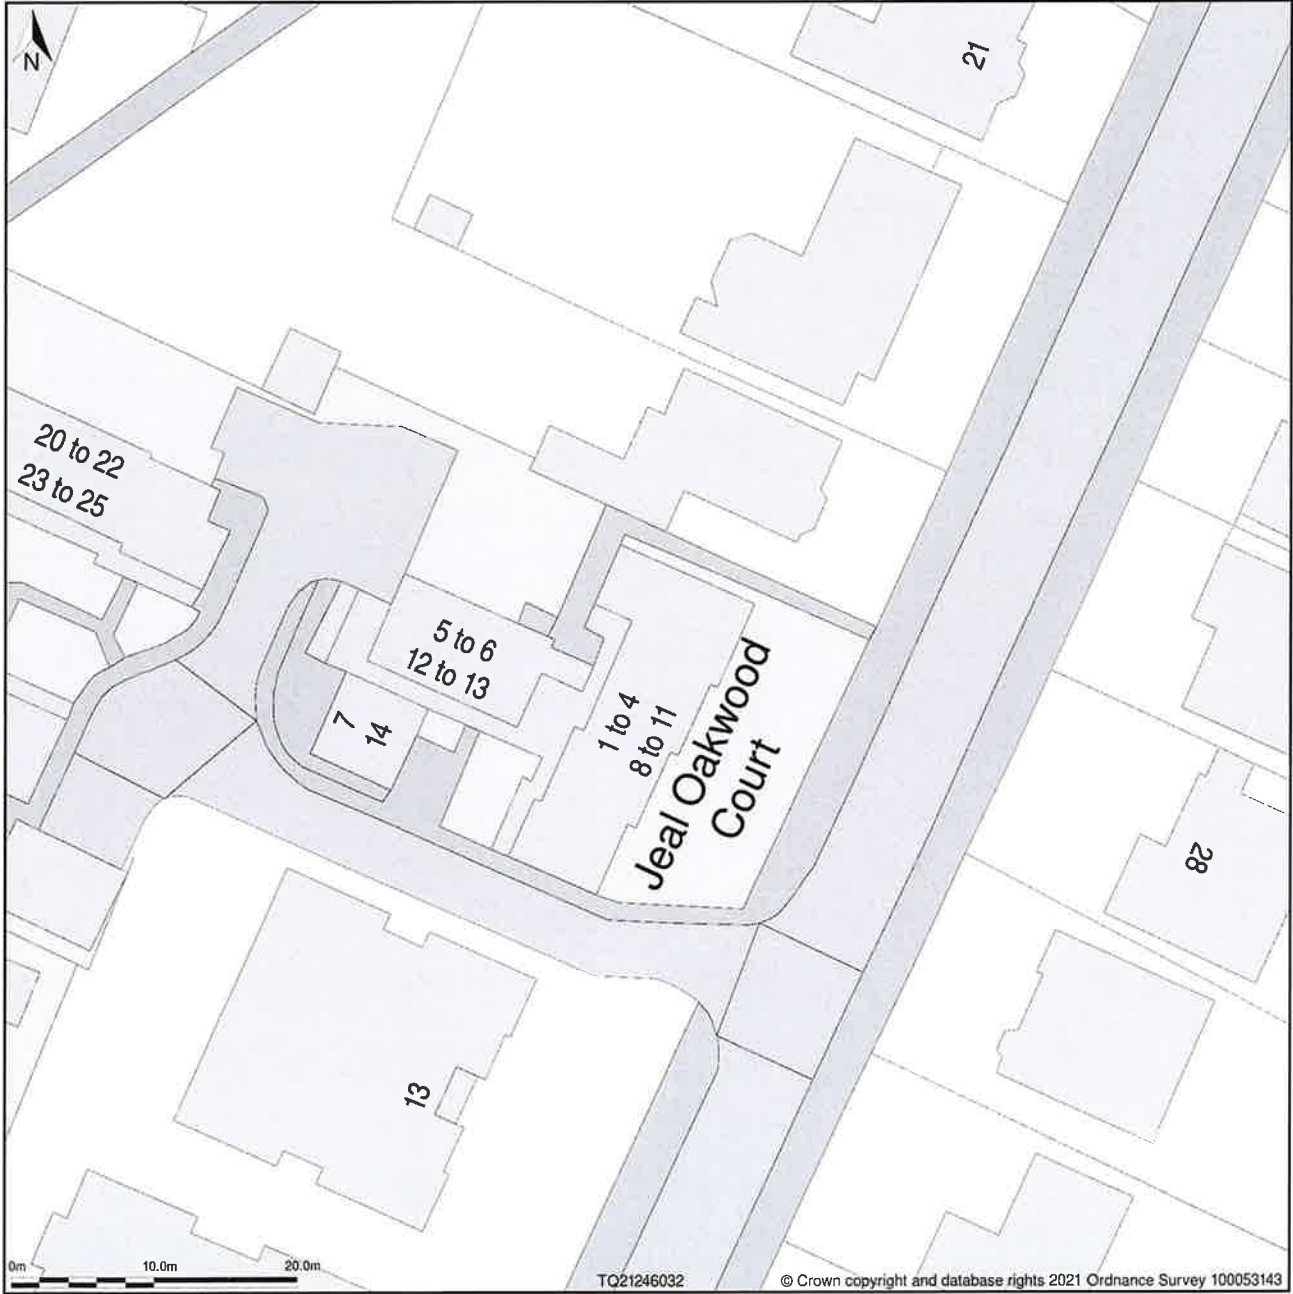 N
21
20 to 22
23 to 25
5 to 6
12 to 13
7
14
1 to 4
8 to 11
Jeal Oakwood
Court
28
13
0m 10.0m 20.0m
TQ21246032
© Crown copyright and database rights 2021 Ordnance Survey 100053143